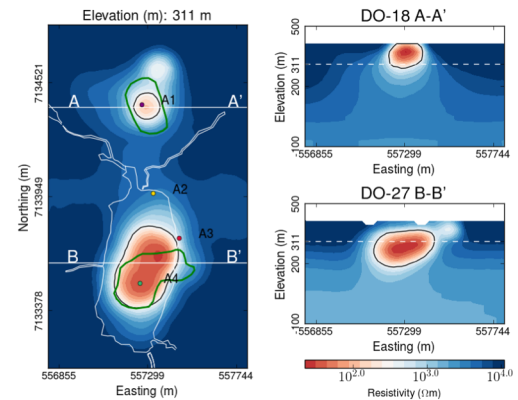 Elevation (m): 311 m
7134521
7133949
7133378
Northing (m)
A
A'
A1
A2
A3
B
B'
A4
556855
557299
557744
Easting (m)
DO-18 A-A'
500
311
200
-100
Elevation (m)
556855
557299
557744
Easting (m)
DO-27 B-B'
500
311
200
-100
Elevation (m)
556855
557299
557744
Easting (m)
10^2.0
10^3.0
10^4.0
Resistivity (Ωm)